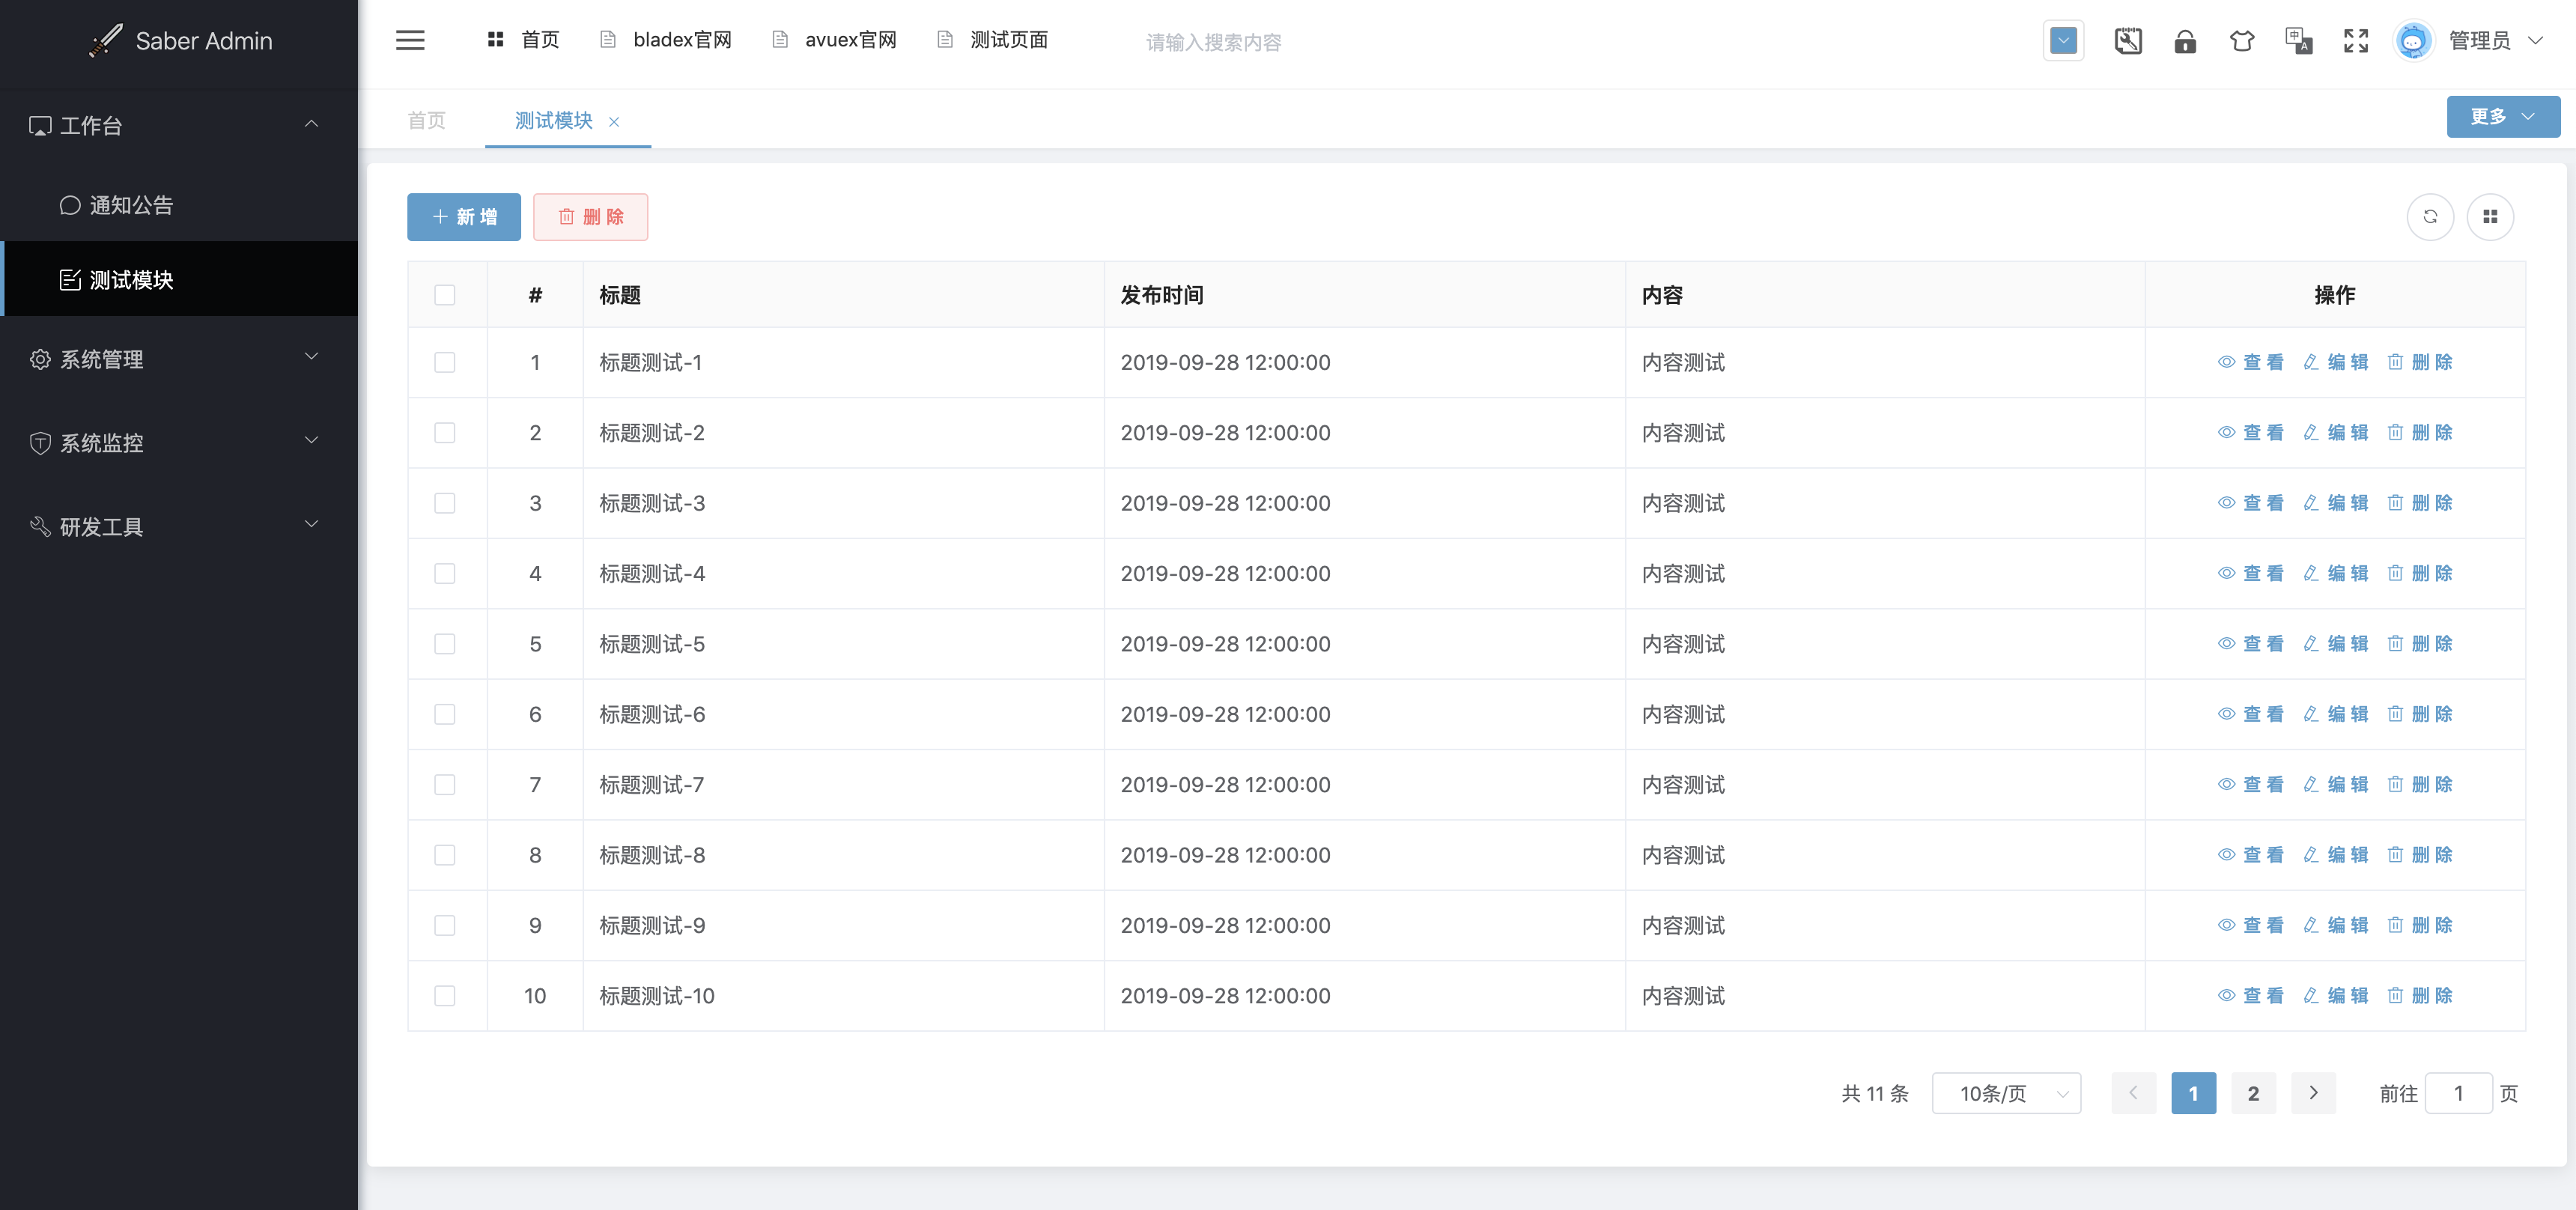 Saber Admin
首页 bladex官网 avuex官网 测试页面 请输入搜索内容 管理员
工作台
通知公告
测试模块
系统管理
系统监控
研发工具
首页 测试模块 更多
新增 删除
# 标题 发布时间 内容 操作
1 标题测试-1 2019-09-28 12:00:00 内容测试 查看 编辑 删除
2 标题测试-2 2019-09-28 12:00:00 内容测试 查看 编辑 删除
3 标题测试-3 2019-09-28 12:00:00 内容测试 查看 编辑 删除
4 标题测试-4 2019-09-28 12:00:00 内容测试 查看 编辑 删除
5 标题测试-5 2019-09-28 12:00:00 内容测试 查看 编辑 删除
6 标题测试-6 2019-09-28 12:00:00 内容测试 查看 编辑 删除
7 标题测试-7 2019-09-28 12:00:00 内容测试 查看 编辑 删除
8 标题测试-8 2019-09-28 12:00:00 内容测试 查看 编辑 删除
9 标题测试-9 2019-09-28 12:00:00 内容测试 查看 编辑 删除
10 标题测试-10 2019-09-28 12:00:00 内容测试 查看 编辑 删除
共 11 条 10条/页 1 2 前往 1 页